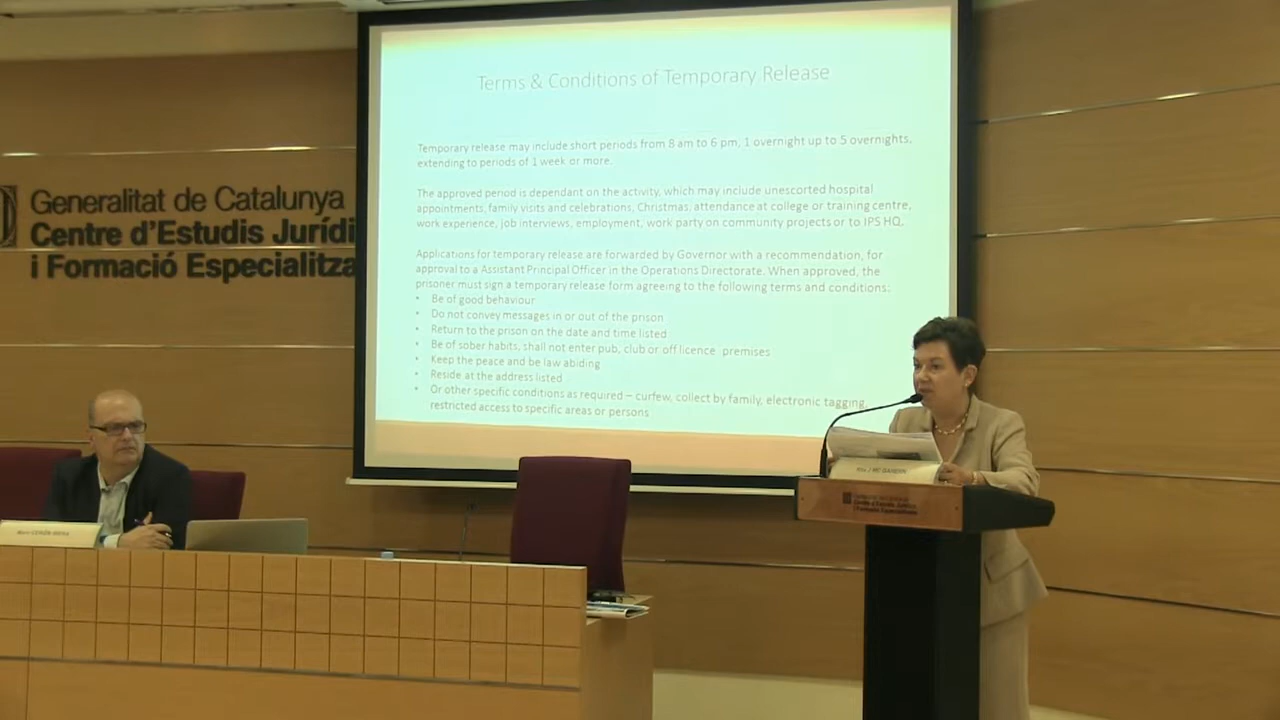 Terms & Conditions of Temporary Release
Temporary release may include short periods from 8 am to 6 pm, 1 overnight up to 5 overnights,
extending to periods of 1 week or more.
The approved period is dependant on the activity, which may include unescorted hospital
appointments, family visits and celebrations, Christmas, attendance at college or training centre,
work experience, job interviews, employment, work party on community projects or to IPS HQ.
Applications for temporary release are forwarded by Governor with a recommendation, for
approval to a Assistant Principal Officer in the Operations Directorate. When approved, the
prisoner must sign a temporary release form agreeing to the following terms and conditions:
• Be of good behaviour
• Do not convey messages in or out of the prison
• Return to the prison on the date and time listed
• Be of sober habits, shall not enter pub, club or off licence premises
• Keep the peace and be law abiding
• Reside at the address listed
• Or other specific conditions as required – curfew, collect by family, electronic tagging,
restricted access to specific areas or persons
Generalitat de Catalunya
Centre d'Estudis Jurídi
i Formació Especialitza
Generalitat de Catalunya
Centre d'Estudis Jurídics
i Formació Especialitzada